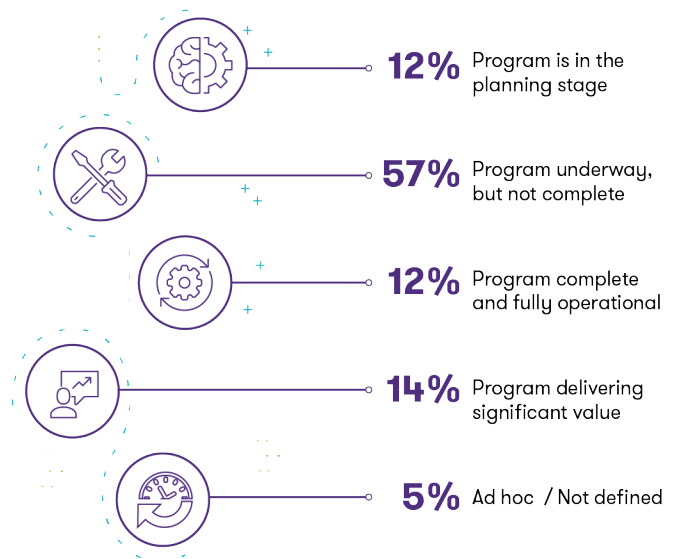 12% Program is in the
planning stage
57% Program underway,
but not complete
12% Program complete
and fully operational
14% Program delivering
significant value
5% Ad hoc / Not defined